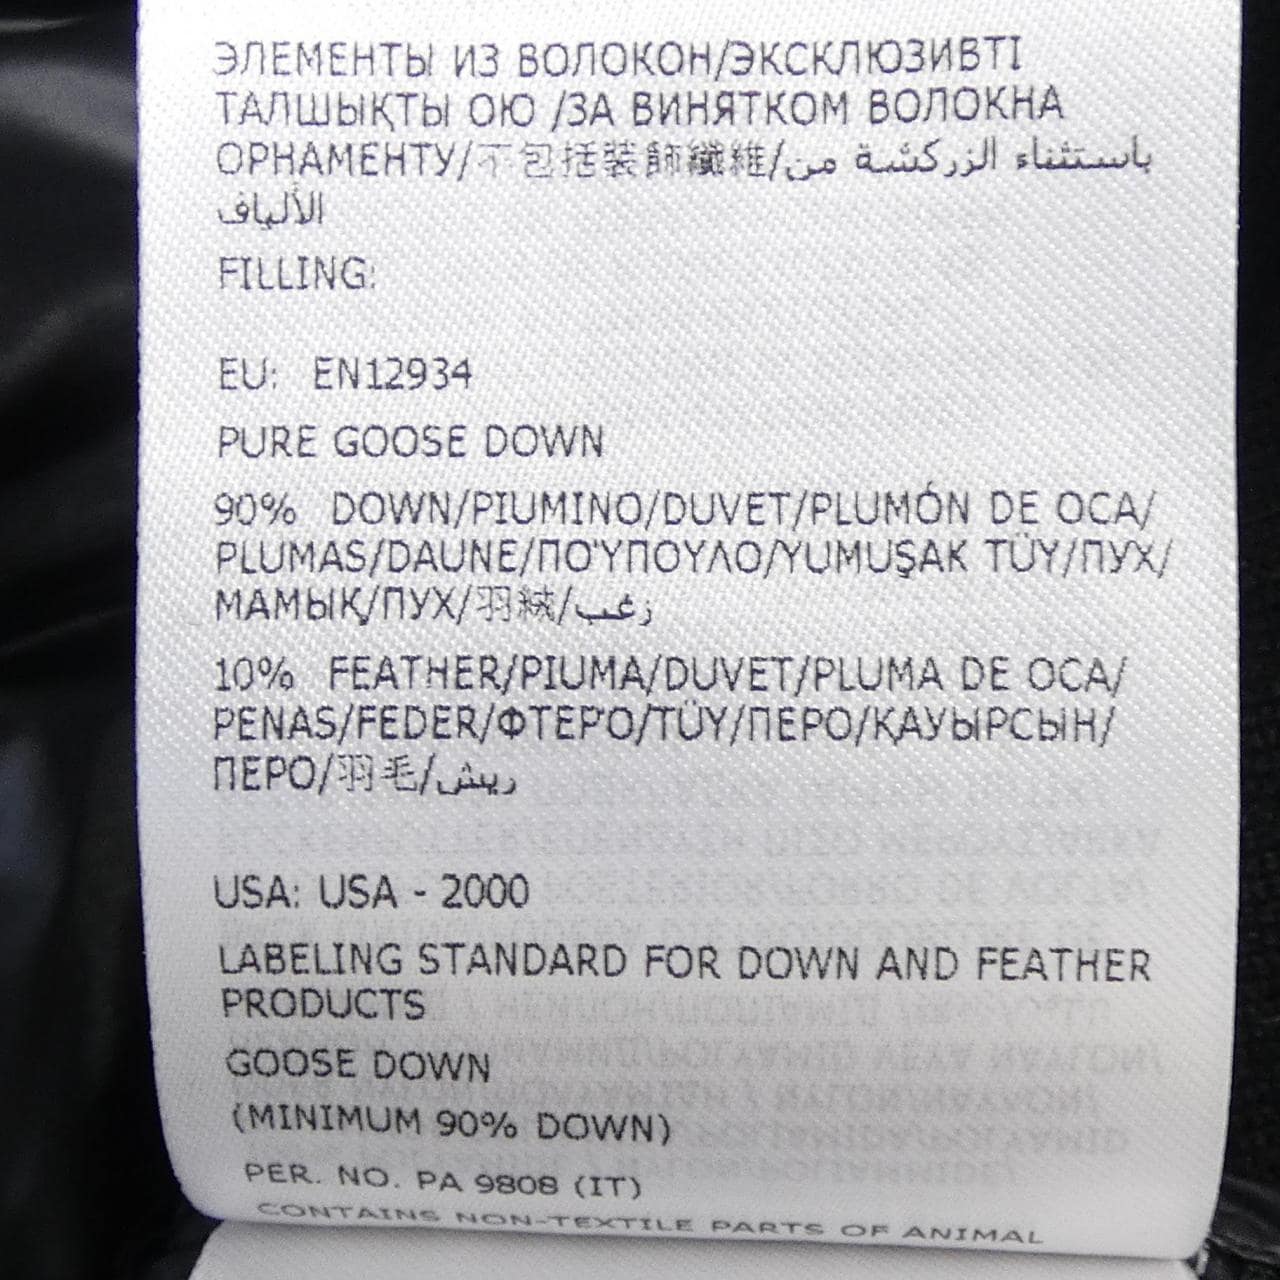 ЭЛЕМЕНТЫ ИЗ ВОЛОКОН/ЭКСКЛЮЗИВТІ
ТАЛШЫҚТЫ ОЮ /ЗА ВИНЯТКОМ ВОЛОКНА
ОРНАМЕНТУ/不包括裝飾纖維/باستثناء الزركشة من
الألياف
FILLING:
EU: EN12934
PURE GOOSE DOWN
90% DOWN/PIUMINO/DUVET/PLUMÓN DE OCA/
PLUMAS/DAUNE/ΠΟ'ΥΠΟΥΛΟ/YUMUŞAK TÜY/ПУХ/
МАМЫҚ/ПУХ/羽絨/زغب
10% FEATHER/PIUMA/DUVET/PLUMA DE OCA/
PENAS/FEDER/ΦΤΕΡ'Ο/TÜY/ПЕРО/ҚАУЫРСЫН/
ПЕРО/羽毛/ريش
USA: USA - 2000
LABELING STANDARD FOR DOWN AND FEATHER
PRODUCTS
GOOSE DOWN
(MINIMUM 90% DOWN)
PER. NO. PA 9808 (IT)
CONTAINS NON-TEXTILE PARTS OF ANIMAL